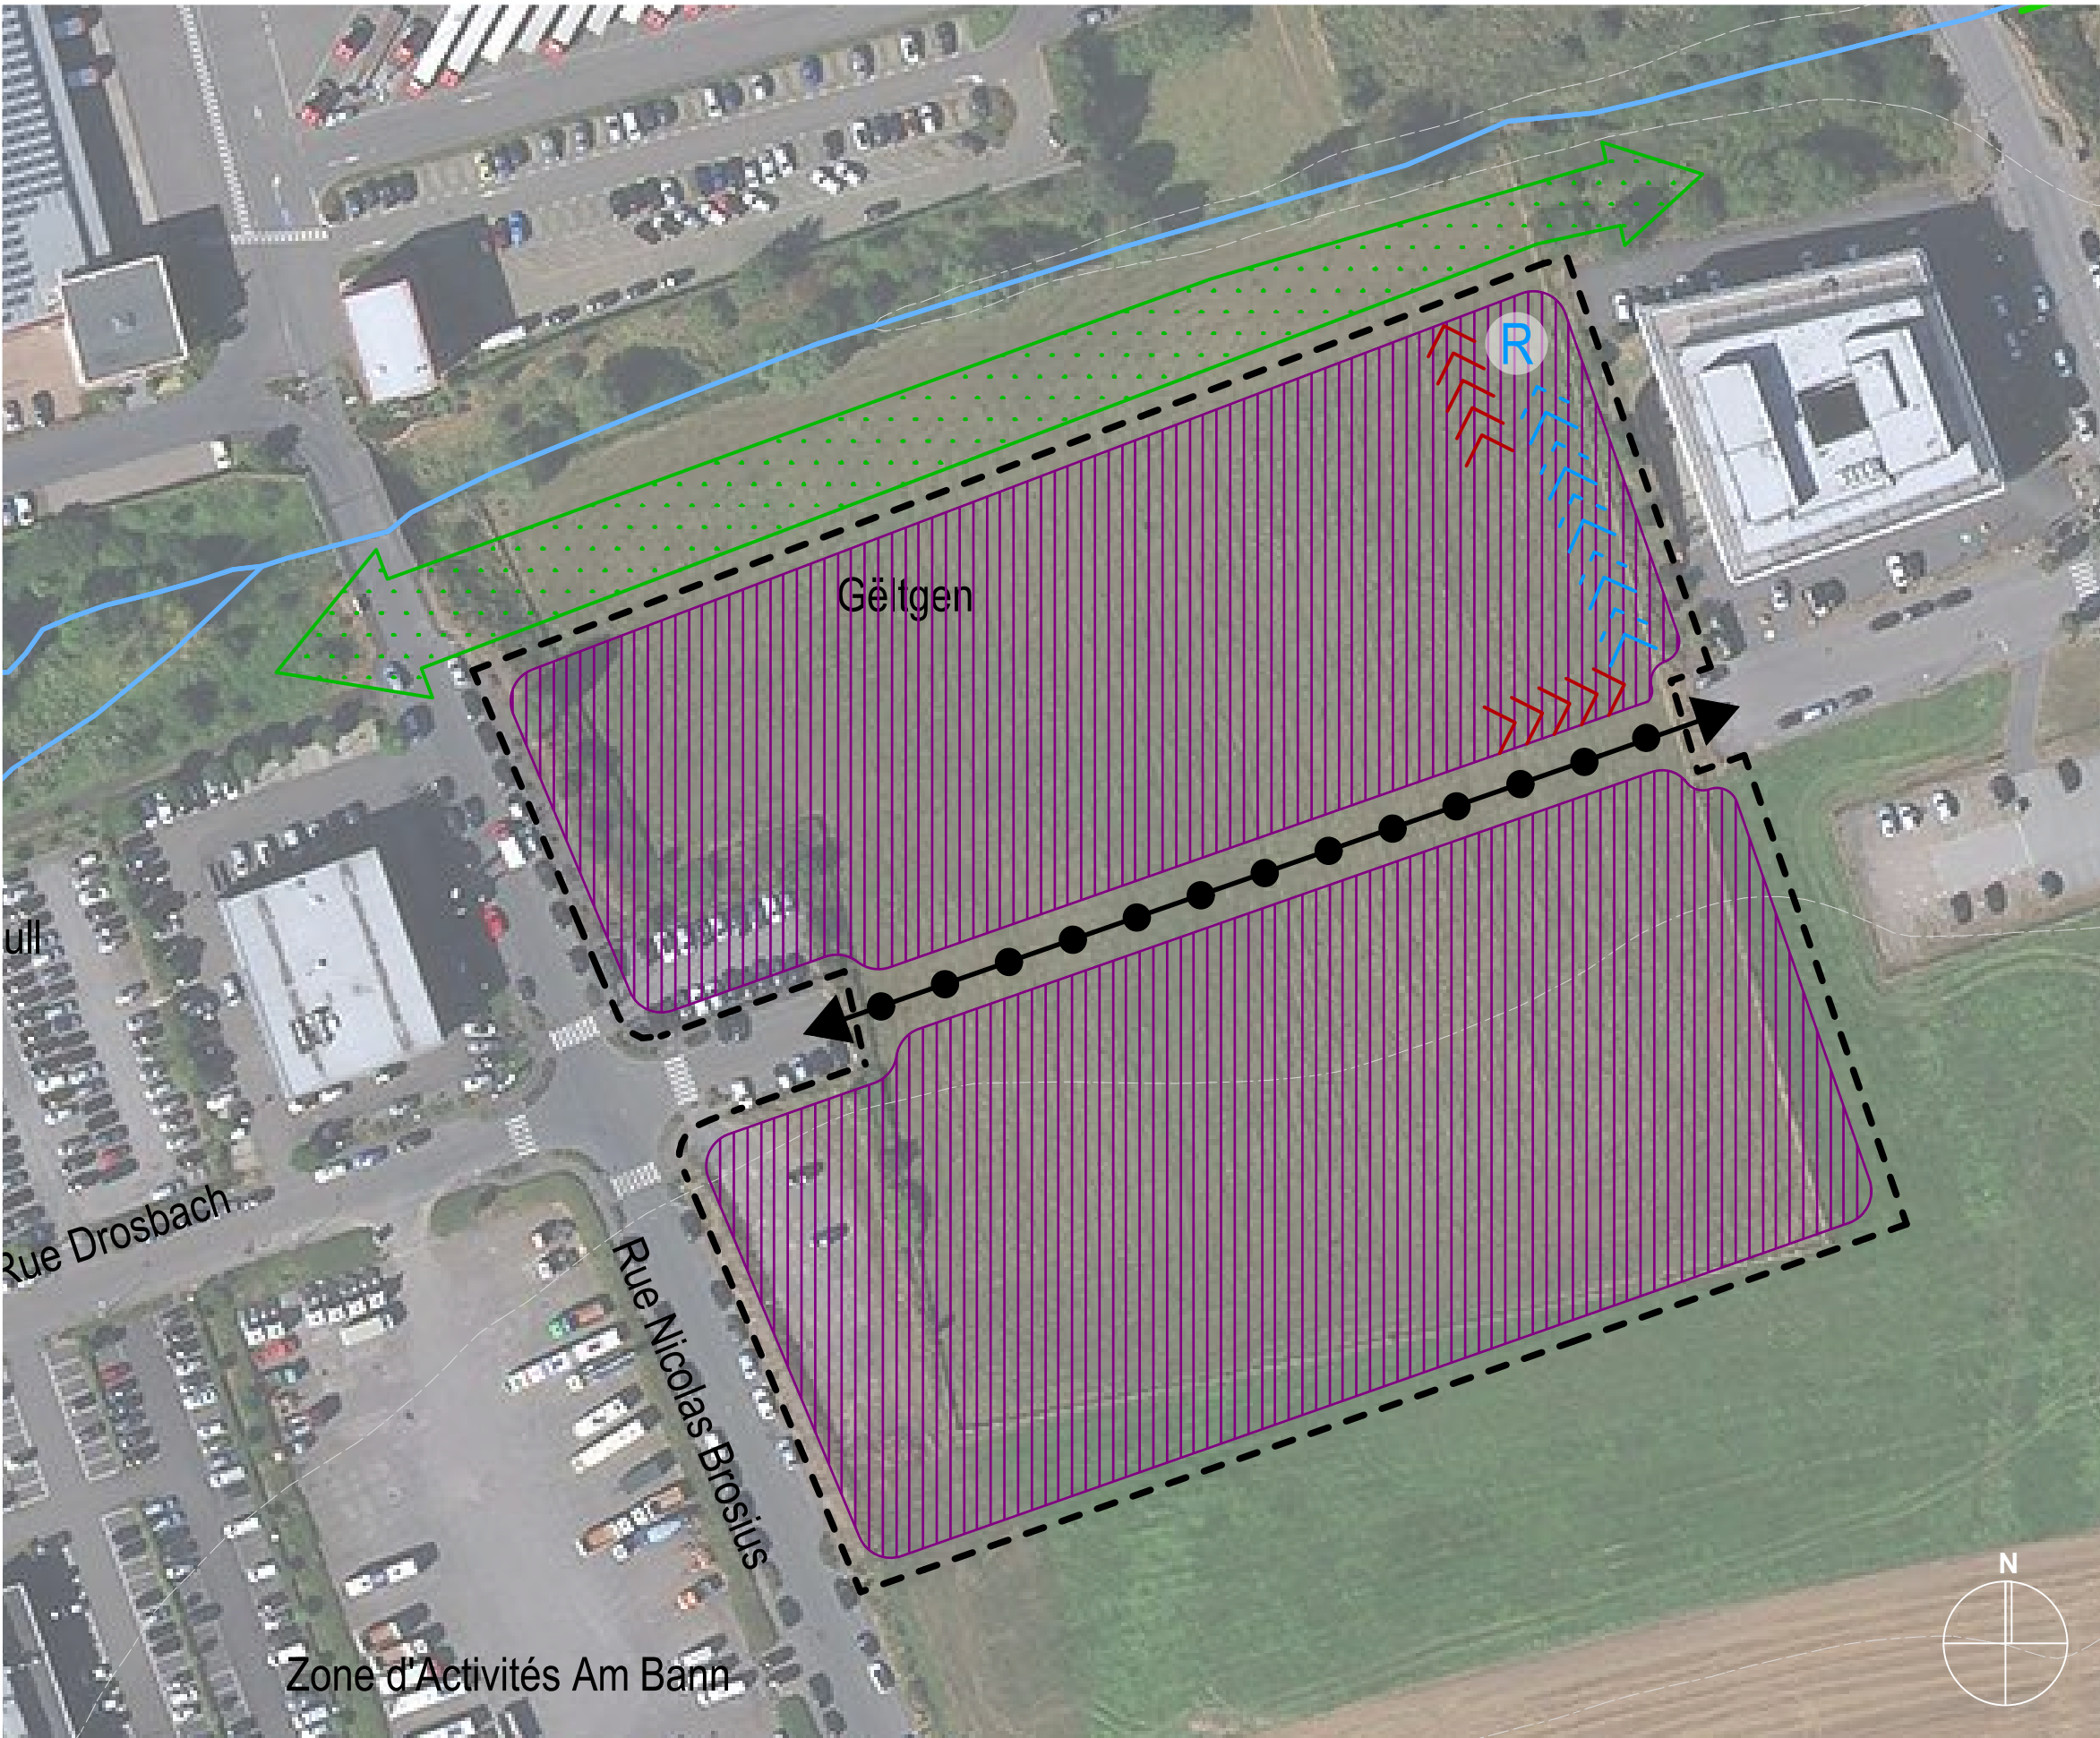 R
Gëltgen
ull
Rue Drosbach
Rue Nicolas Brosius
N
Zone d'Activités Am Bann